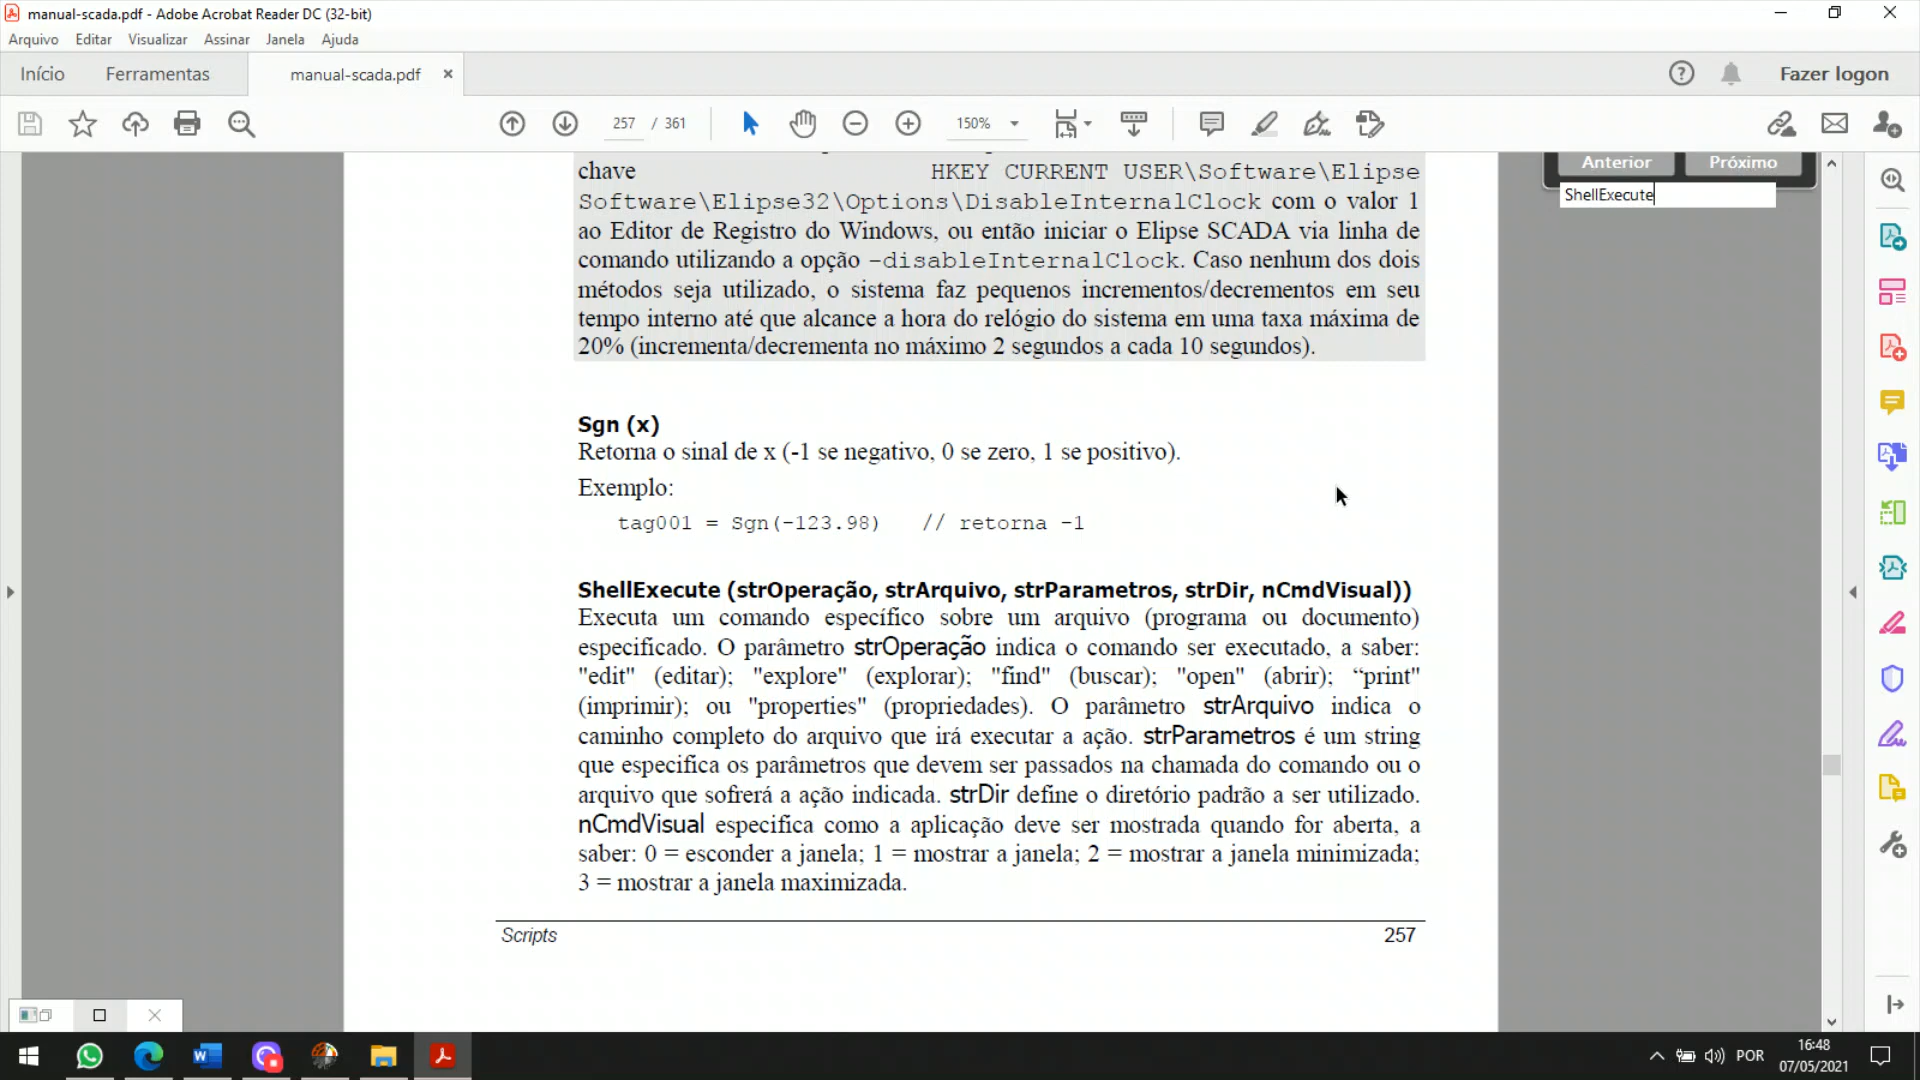 manual-scada.pdf - Adobe Acrobat Reader DC (32-bit)
Arquivo Editar Visualizar Assinar Janela Ajuda
Início Ferramentas manual-scada.pdf × Fazer logon
257 / 361 150%
chave HKEY CURRENT USER\Software\Elipse
Software\Elipse32\Options\DisableInternalClock com o valor 1
ao Editor de Registro do Windows, ou então iniciar o Elipse SCADA via linha de
comando utilizando a opção –disableInternalClock. Caso nenhum dos dois
métodos seja utilizado, o sistema faz pequenos incrementos/decrementos em seu
tempo interno até que alcance a hora do relógio do sistema em uma taxa máxima de
20% (incrementa/decrementa no máximo 2 segundos a cada 10 segundos).
Anterior Próximo
ShellExecute
Sgn (x)
Retorna o sinal de x (-1 se negativo, 0 se zero, 1 se positivo).
Exemplo:
tag001 = Sgn(-123.98) // retorna -1
ShellExecute (strOperação, strArquivo, strParametros, strDir, nCmdVisual))
Executa um comando específico sobre um arquivo (programa ou documento)
especificado. O parâmetro strOperação indica o comando ser executado, a saber:
"edit" (editar); "explore" (explorar); "find" (buscar); "open" (abrir); “print"
(imprimir); ou "properties" (propriedades). O parâmetro strArquivo indica o
caminho completo do arquivo que irá executar a ação. strParametros é um string
que especifica os parâmetros que devem ser passados na chamada do comando ou o
arquivo que sofrerá a ação indicada. strDir define o diretório padrão a ser utilizado.
nCmdVisual especifica como a aplicação deve ser mostrada quando for aberta, a
saber: 0 = esconder a janela; 1 = mostrar a janela; 2 = mostrar a janela minimizada;
3 = mostrar a janela maximizada.
Scripts 257
POR
16:48
07/05/2021